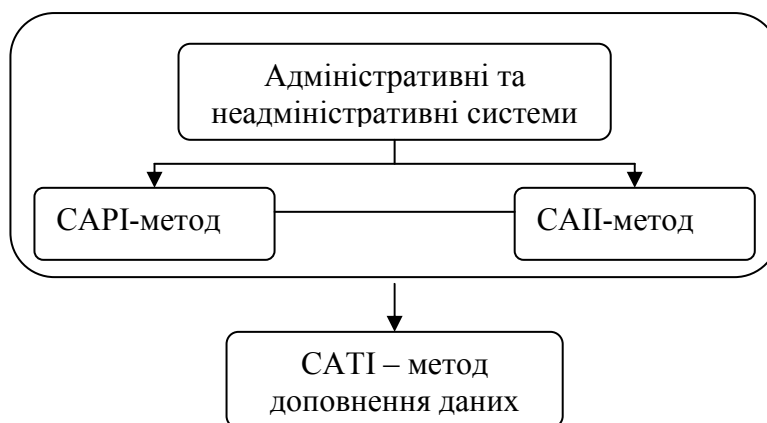 Адміністративні та
неадміністративні системи
CAPI-метод
CAII-метод
CATI – метод
доповнення даних